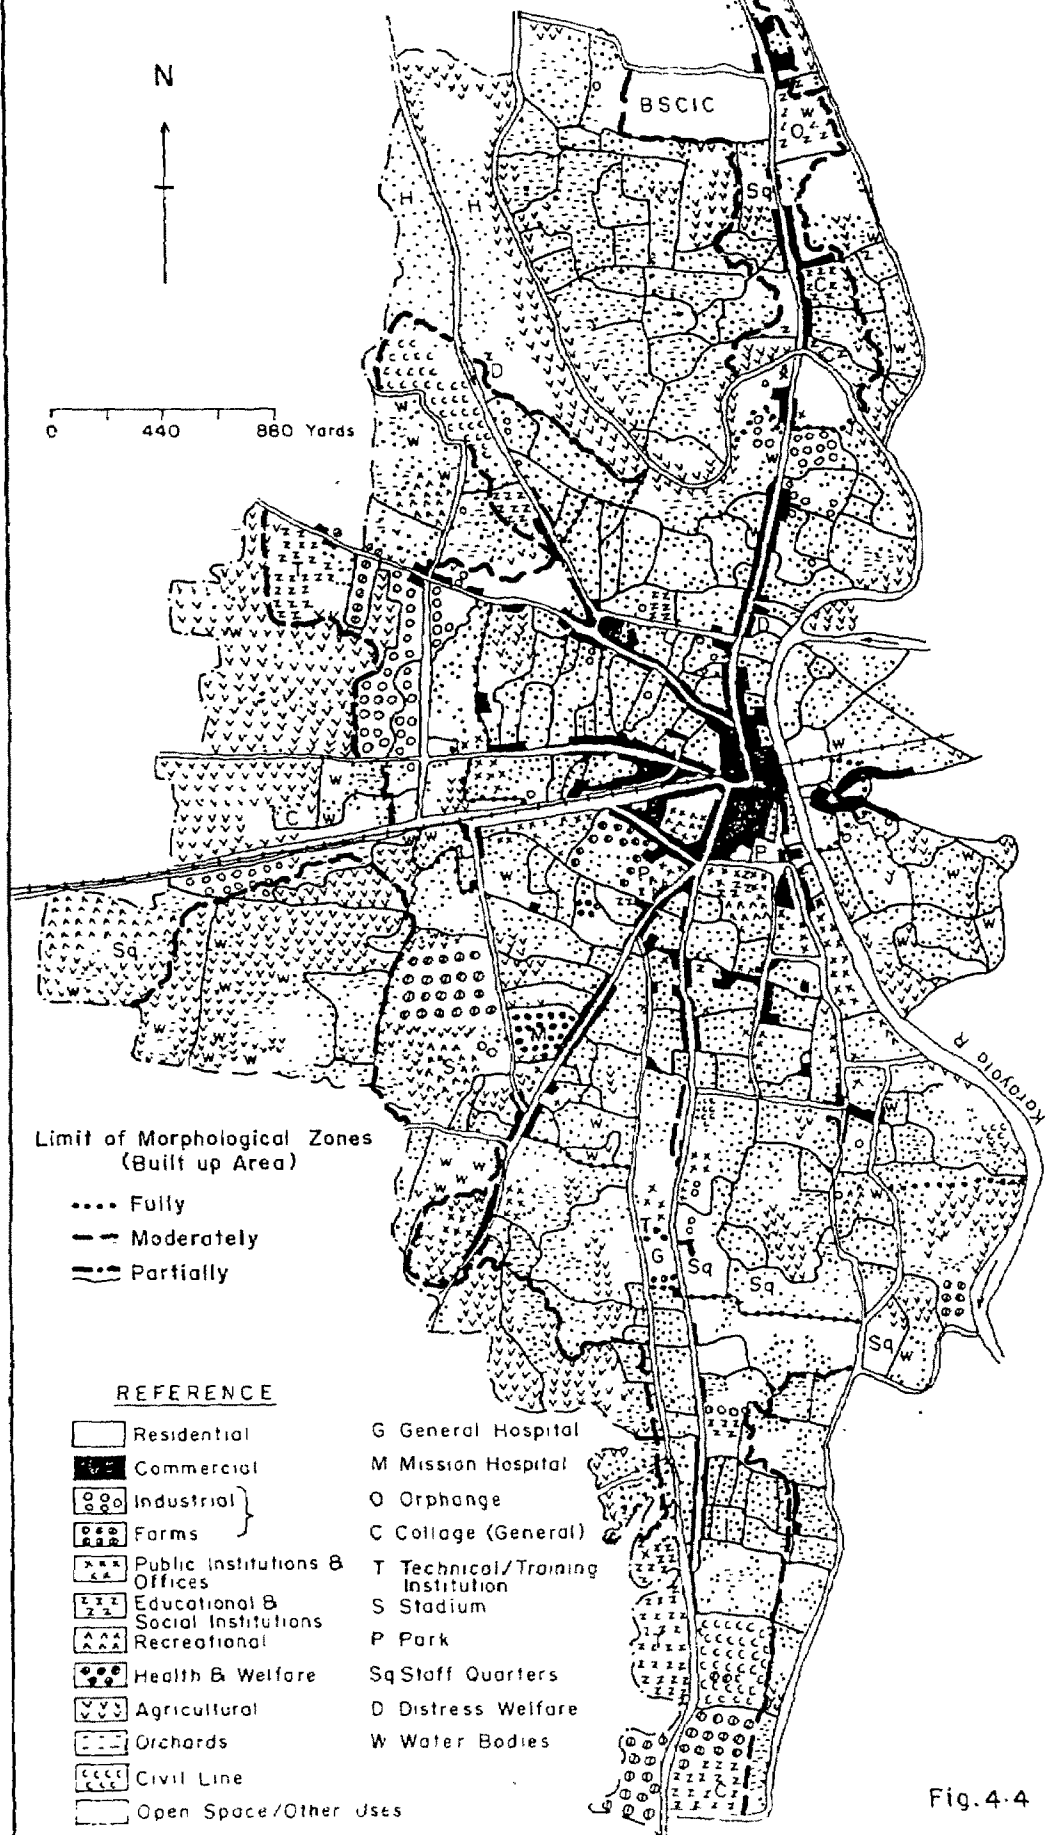 N
BSCIC
O
W
Sq
H
H
C
D
W
W
0 440 880 Yards
D
W
W
C
W
W
P
P
W
W
Sq
W
W
W
M
S
Karayota R
Limit of Morphological Zones
(Built up Area)
Fully
Moderately
Partially
W
W
W
W
T
G
Sq
Sq
Sq
W
REFERENCE
Residential
Commercial
Industrial
Farms
Public Institutions &
Offices
Educational &
Social Institutions
Recreational
Health & Welfare
Agricultural
Orchards
Civil Line
Open Space/Other Uses
G General Hospital
M Mission Hospital
O Orphange
C Collage (General)
T Technical/Training
Institution
S Stadium
P Park
Sq Staff Quarters
D Distress Welfare
W Water Bodies
C
Fig. 4.4